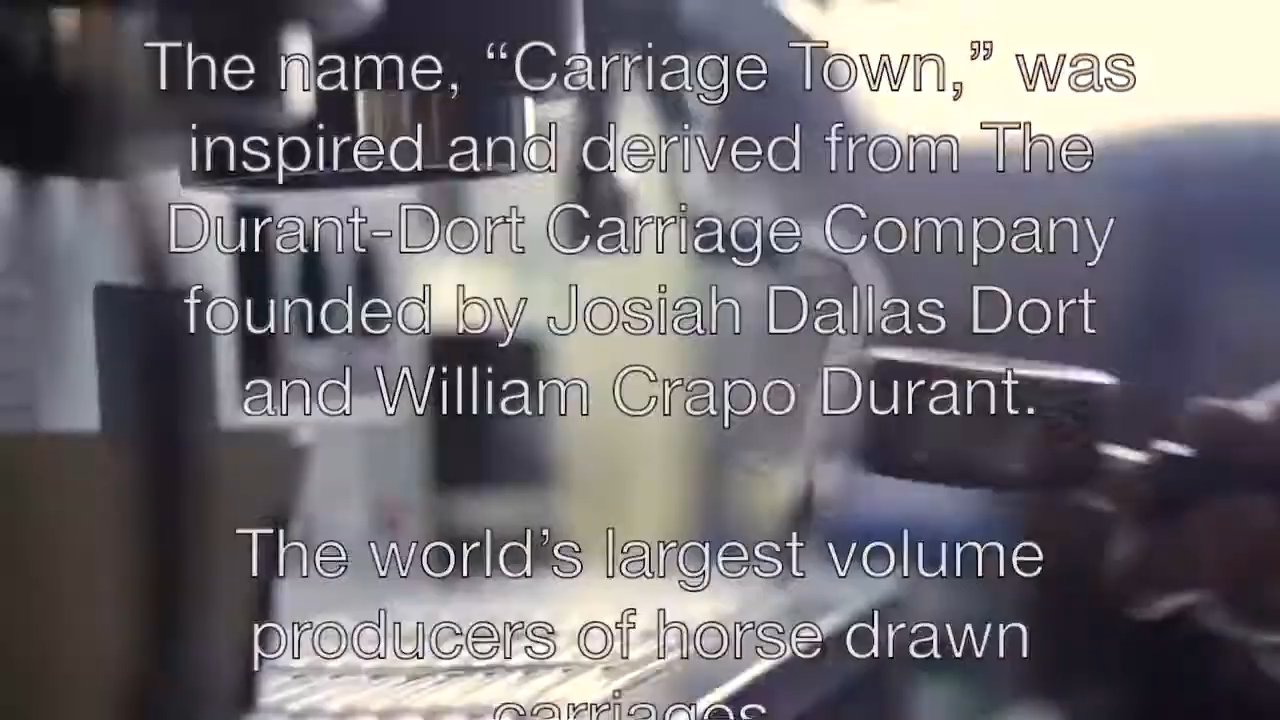 The name, “Carriage Town,” was
inspired and derived from The
Durant-Dort Carriage Company
founded by Josiah Dallas Dort
and William Crapo Durant.
The world’s largest volume
producers of horse drawn
carriages.